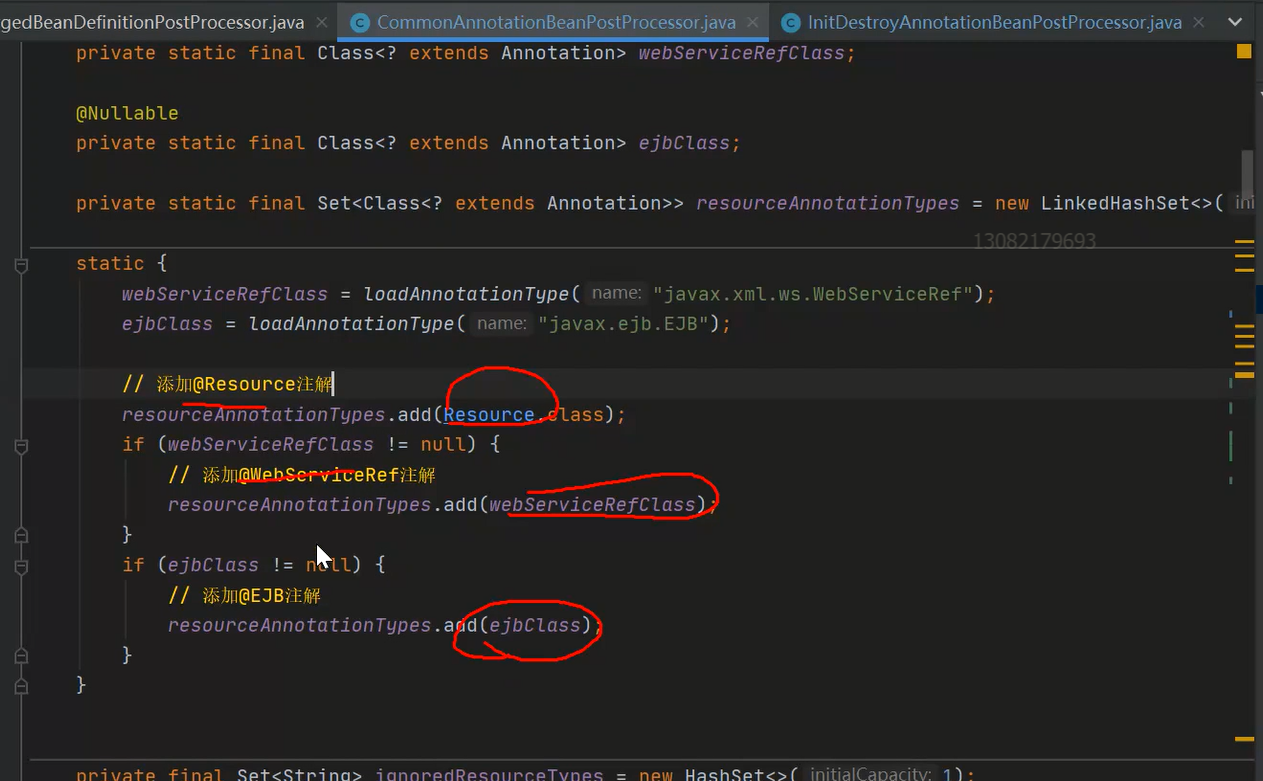 gedBeanDefinitionPostProcessor.java CommonAnnotationBeanPostProcessor.java InitDestroyAnnotationBeanPostProcessor.java
private static final Class<? extends Annotation> webServiceRefClass;
@Nullable
private static final Class<? extends Annotation> ejbClass;
private static final Set<Class<? extends Annotation>> resourceAnnotationTypes = new LinkedHashSet<>(
13082179693
static {
webServiceRefClass = loadAnnotationType( name: "javax.xml.ws.WebServiceRef");
ejbClass = loadAnnotationType( name: "javax.ejb.EJB");
// 添加@Resource注解
resourceAnnotationTypes.add(Resource.class);
if (webServiceRefClass != null) {
// 添加@WebServiceRef注解
resourceAnnotationTypes.add(webServiceRefClass);
}
if (ejbClass != null) {
// 添加@EJB注解
resourceAnnotationTypes.add(ejbClass);
}
}
private final Set<String> ignoredResourceTypes = new HashSet<>( initialCapacity: 1);